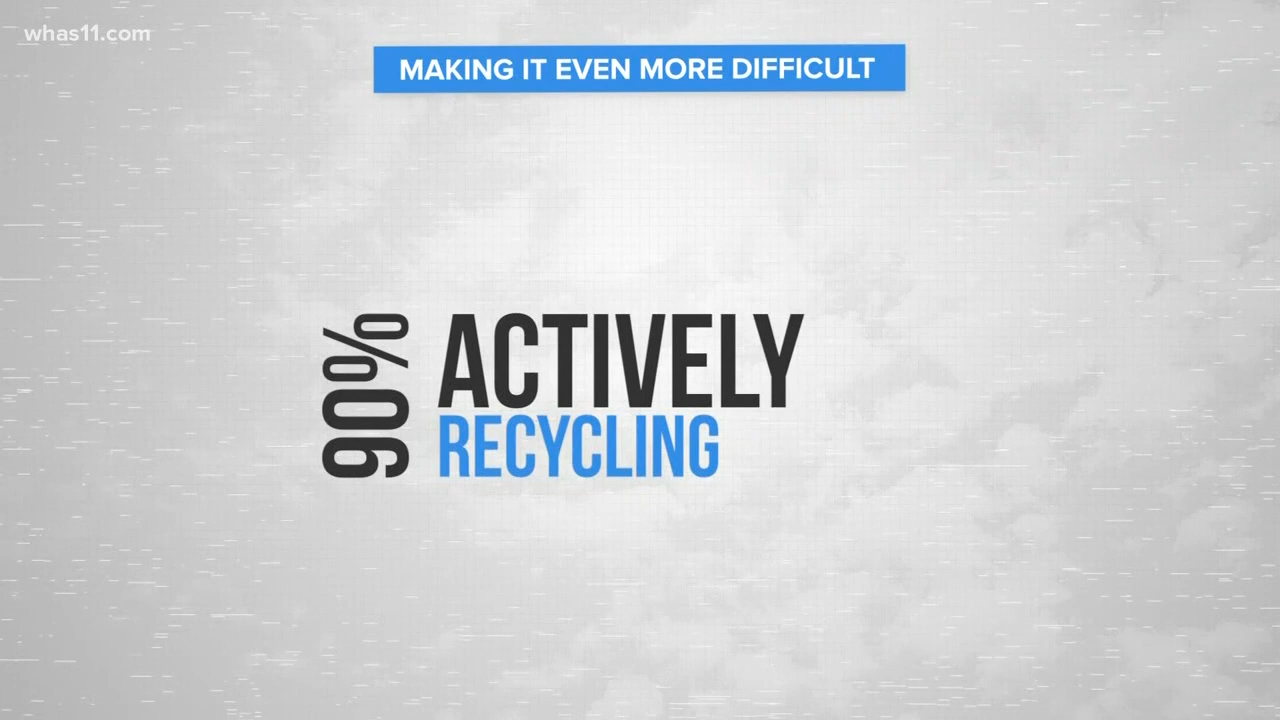 whas11.com
MAKING IT EVEN MORE DIFFICULT
90%
ACTIVELY
RECYCLING